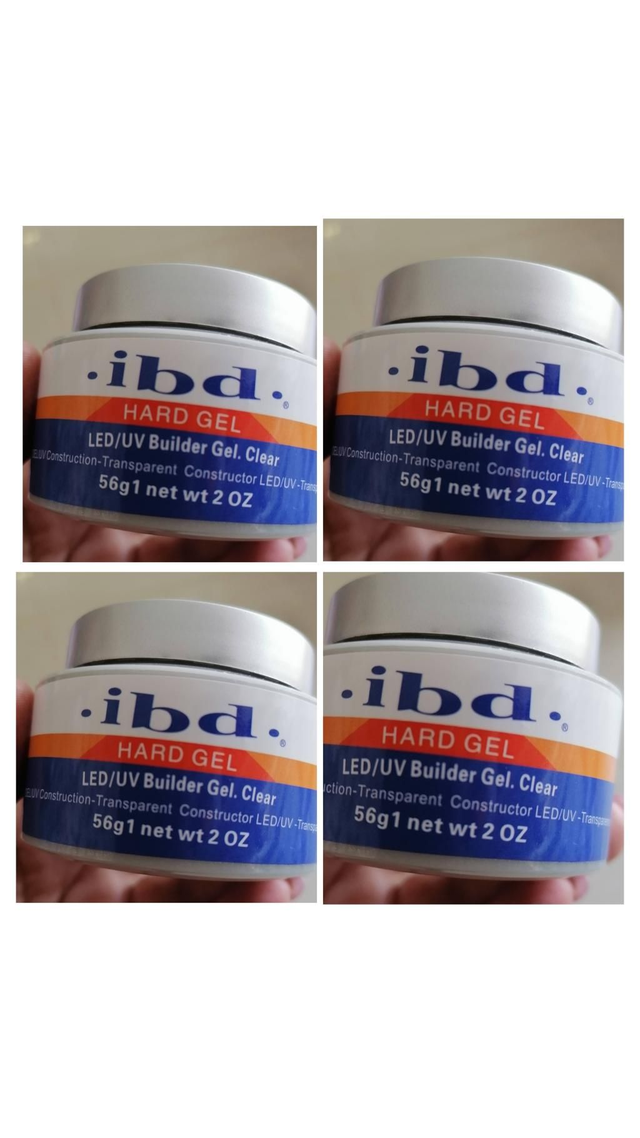 ·ibd·®
HARD GEL
LED/UV Builder Gel. Clear
Construction-Transparent Constructor LED/UV-
56g1 net wt 2 OZ
·ibd·®
HARD GEL
LED/UV Builder Gel. Clear
Construction-Transparent Constructor LED/UV-
56g1 net wt 2 OZ
·ibd·®
HARD GEL
LED/UV Builder Gel. Clear
Construction-Transparent Constructor LED/UV-
56g1 net wt 2 OZ
·ibd·®
HARD GEL
LED/UV Builder Gel. Clear
uction-Transparent Constructor LED/UV-
56g1 net wt 2 OZ